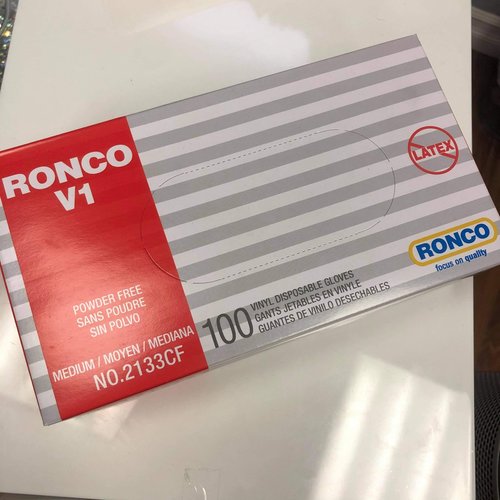 RONCO
V1
POWDER FREE
SANS POUDRE
SIN POLVO
MEDIUM / MOYEN / MEDIANA
NO.2133CF
100
VINYL DISPOSABLE GLOVES
GANTS JETABLES EN VINYLE
GUANTES DE VINILO DESECHABLES
LATEX
RONCO
focus on quality